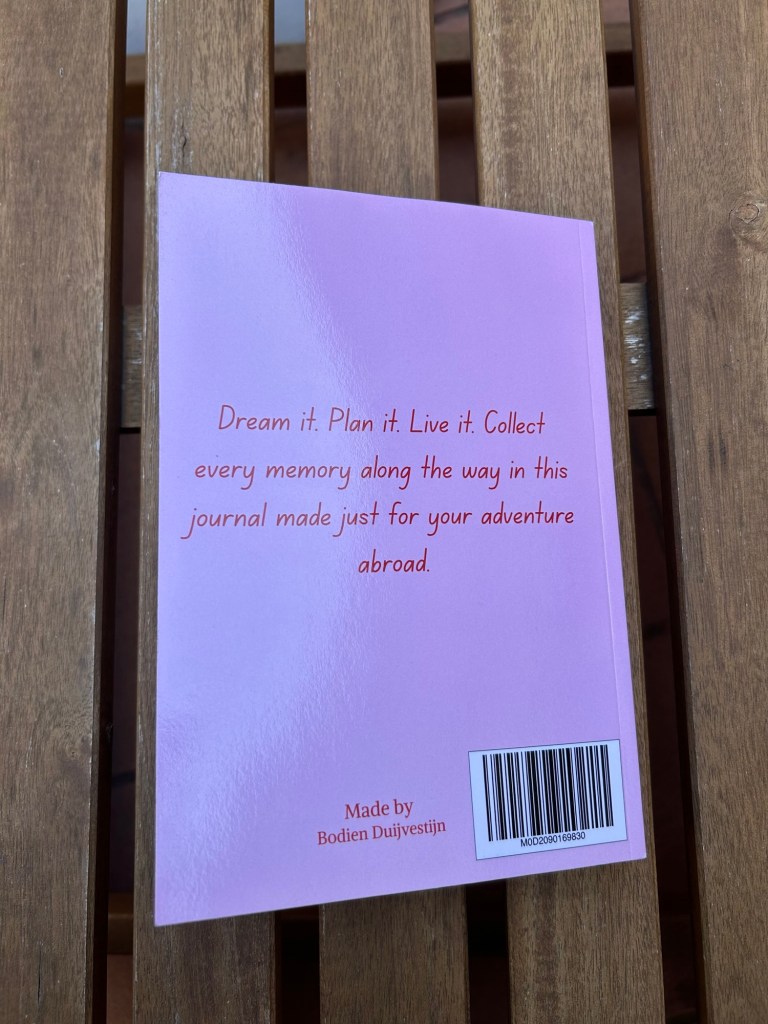 Dream it. Plan it. Live it. Collect
every memory along the way in this
journal made just for your adventure
abroad.
Made by
Bodien Duijvestijn
M0D2090169830